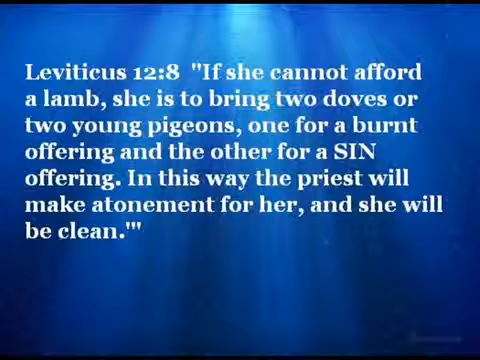 Leviticus 12:8  "If she cannot afford
a lamb, she is to bring two doves or
two young pigeons, one for a burnt
offering and the other for a SIN
offering. In this way the priest will
make atonement for her, and she will
be clean.'"